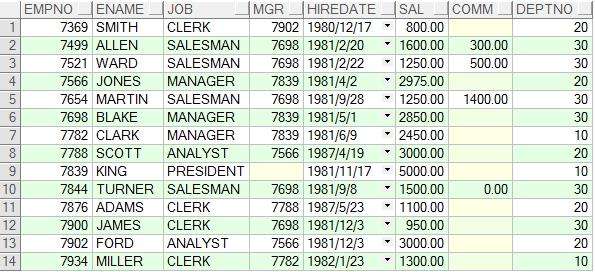 EMPNO ENAME JOB MGR HIREDATE SAL COMM DEPTNO
1 7369 SMITH CLERK 7902 1980/12/17 800.00 20
2 7499 ALLEN SALESMAN 7698 1981/2/20 1600.00 300.00 30
3 7521 WARD SALESMAN 7698 1981/2/22 1250.00 500.00 30
4 7566 JONES MANAGER 7839 1981/4/2 2975.00 20
5 7654 MARTIN SALESMAN 7698 1981/9/28 1250.00 1400.00 30
6 7698 BLAKE MANAGER 7839 1981/5/1 2850.00 30
7 7782 CLARK MANAGER 7839 1981/6/9 2450.00 10
8 7788 SCOTT ANALYST 7566 1987/4/19 3000.00 20
9 7839 KING PRESIDENT 1981/11/17 5000.00 10
10 7844 TURNER SALESMAN 7698 1981/9/8 1500.00 0.00 30
11 7876 ADAMS CLERK 7788 1987/5/23 1100.00 20
12 7900 JAMES CLERK 7698 1981/12/3 950.00 30
13 7902 FORD ANALYST 7566 1981/12/3 3000.00 20
14 7934 MILLER CLERK 7782 1982/1/23 1300.00 10